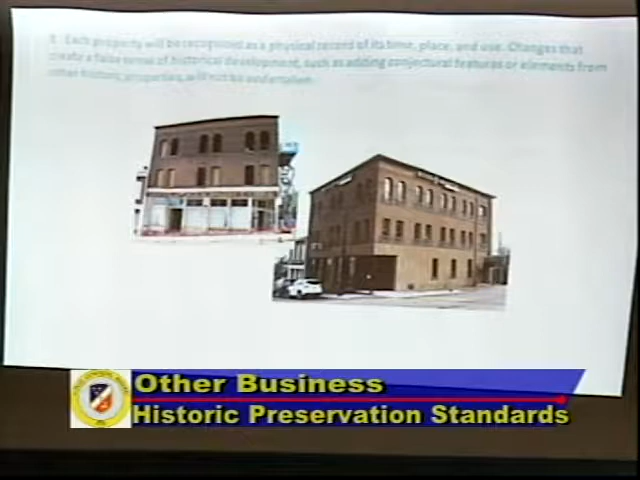 3. Each property will be recognized as a physical record of its time, place, and use. Changes that
create a false sense of historical development, such as adding conjectural features or elements from
other historic properties, will not be undertaken.
Other Business
Historic Preservation Standards